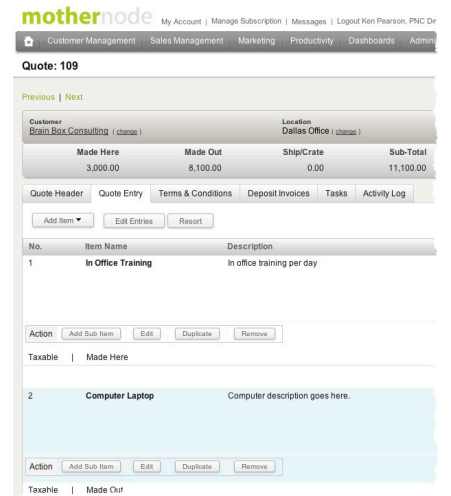 mothernode My Account | Manage Subscription | Messages | Logout Ken Pearson, PNC De
Customer Management Sales Management Marketing Productivity Dashboards Admini
Quote: 109
Previous | Next
Customer Location
Brain Box Consulting ( change ) Dallas Office ( change )
Made Here Made Out Ship/Crate Sub-Total
3,000.00 8,100.00 0.00 11,100.00
Quote Header Quote Entry Terms & Conditions Deposit Invoices Tasks Activity Log
Add Item Edit Entries Resort
No. Item Name Description
1 In Office Training In office training per day
Action Add Sub Item Edit Duplicate Remove
Taxable | Made Here
2 Computer Laptop Computer description goes here.
Action Add Sub Item Edit Duplicate Remove
Taxable | Made Out